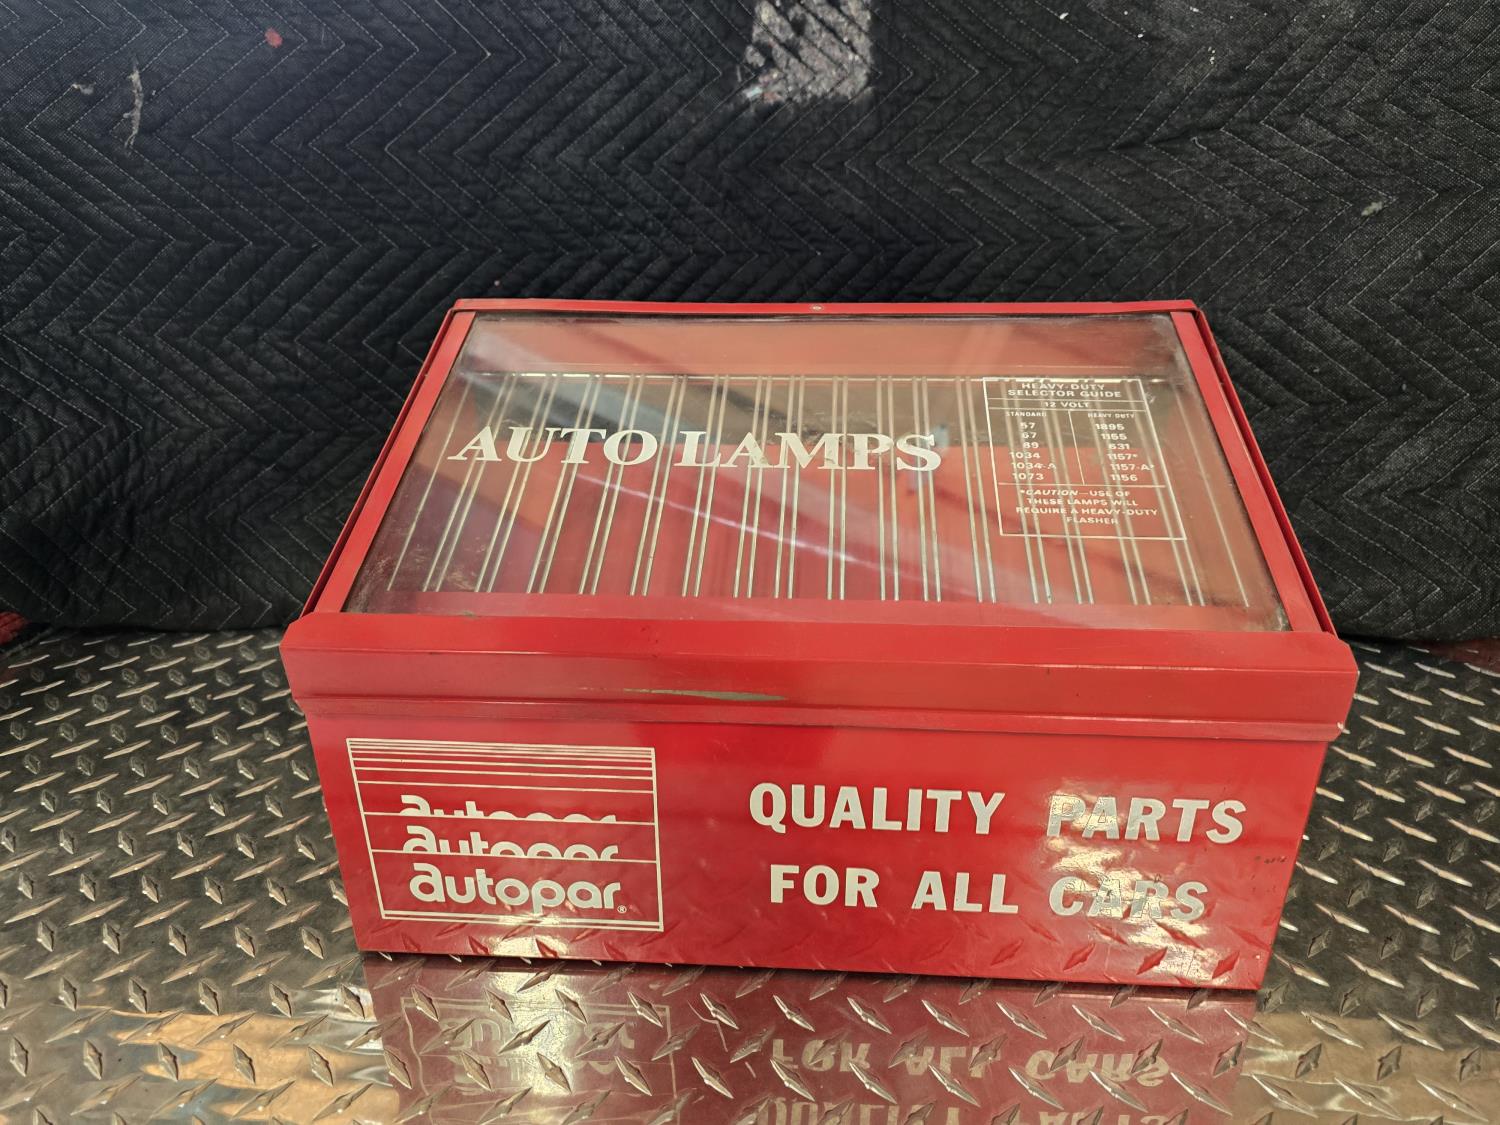 AUTO LAMPS
HEAVY-DUTY
SELECTOR GUIDE
12 VOLT
STANDARD HEAVY DUTY
57 1895
67 1155
89 631
1034 1157*
1034-A 1157-A*
1073 1156
*CAUTION—USE OF
THESE LAMPS WILL
REQUIRE A HEAVY-DUTY
FLASHER
autopar
autopar
autopar®
QUALITY PARTS
FOR ALL CARS